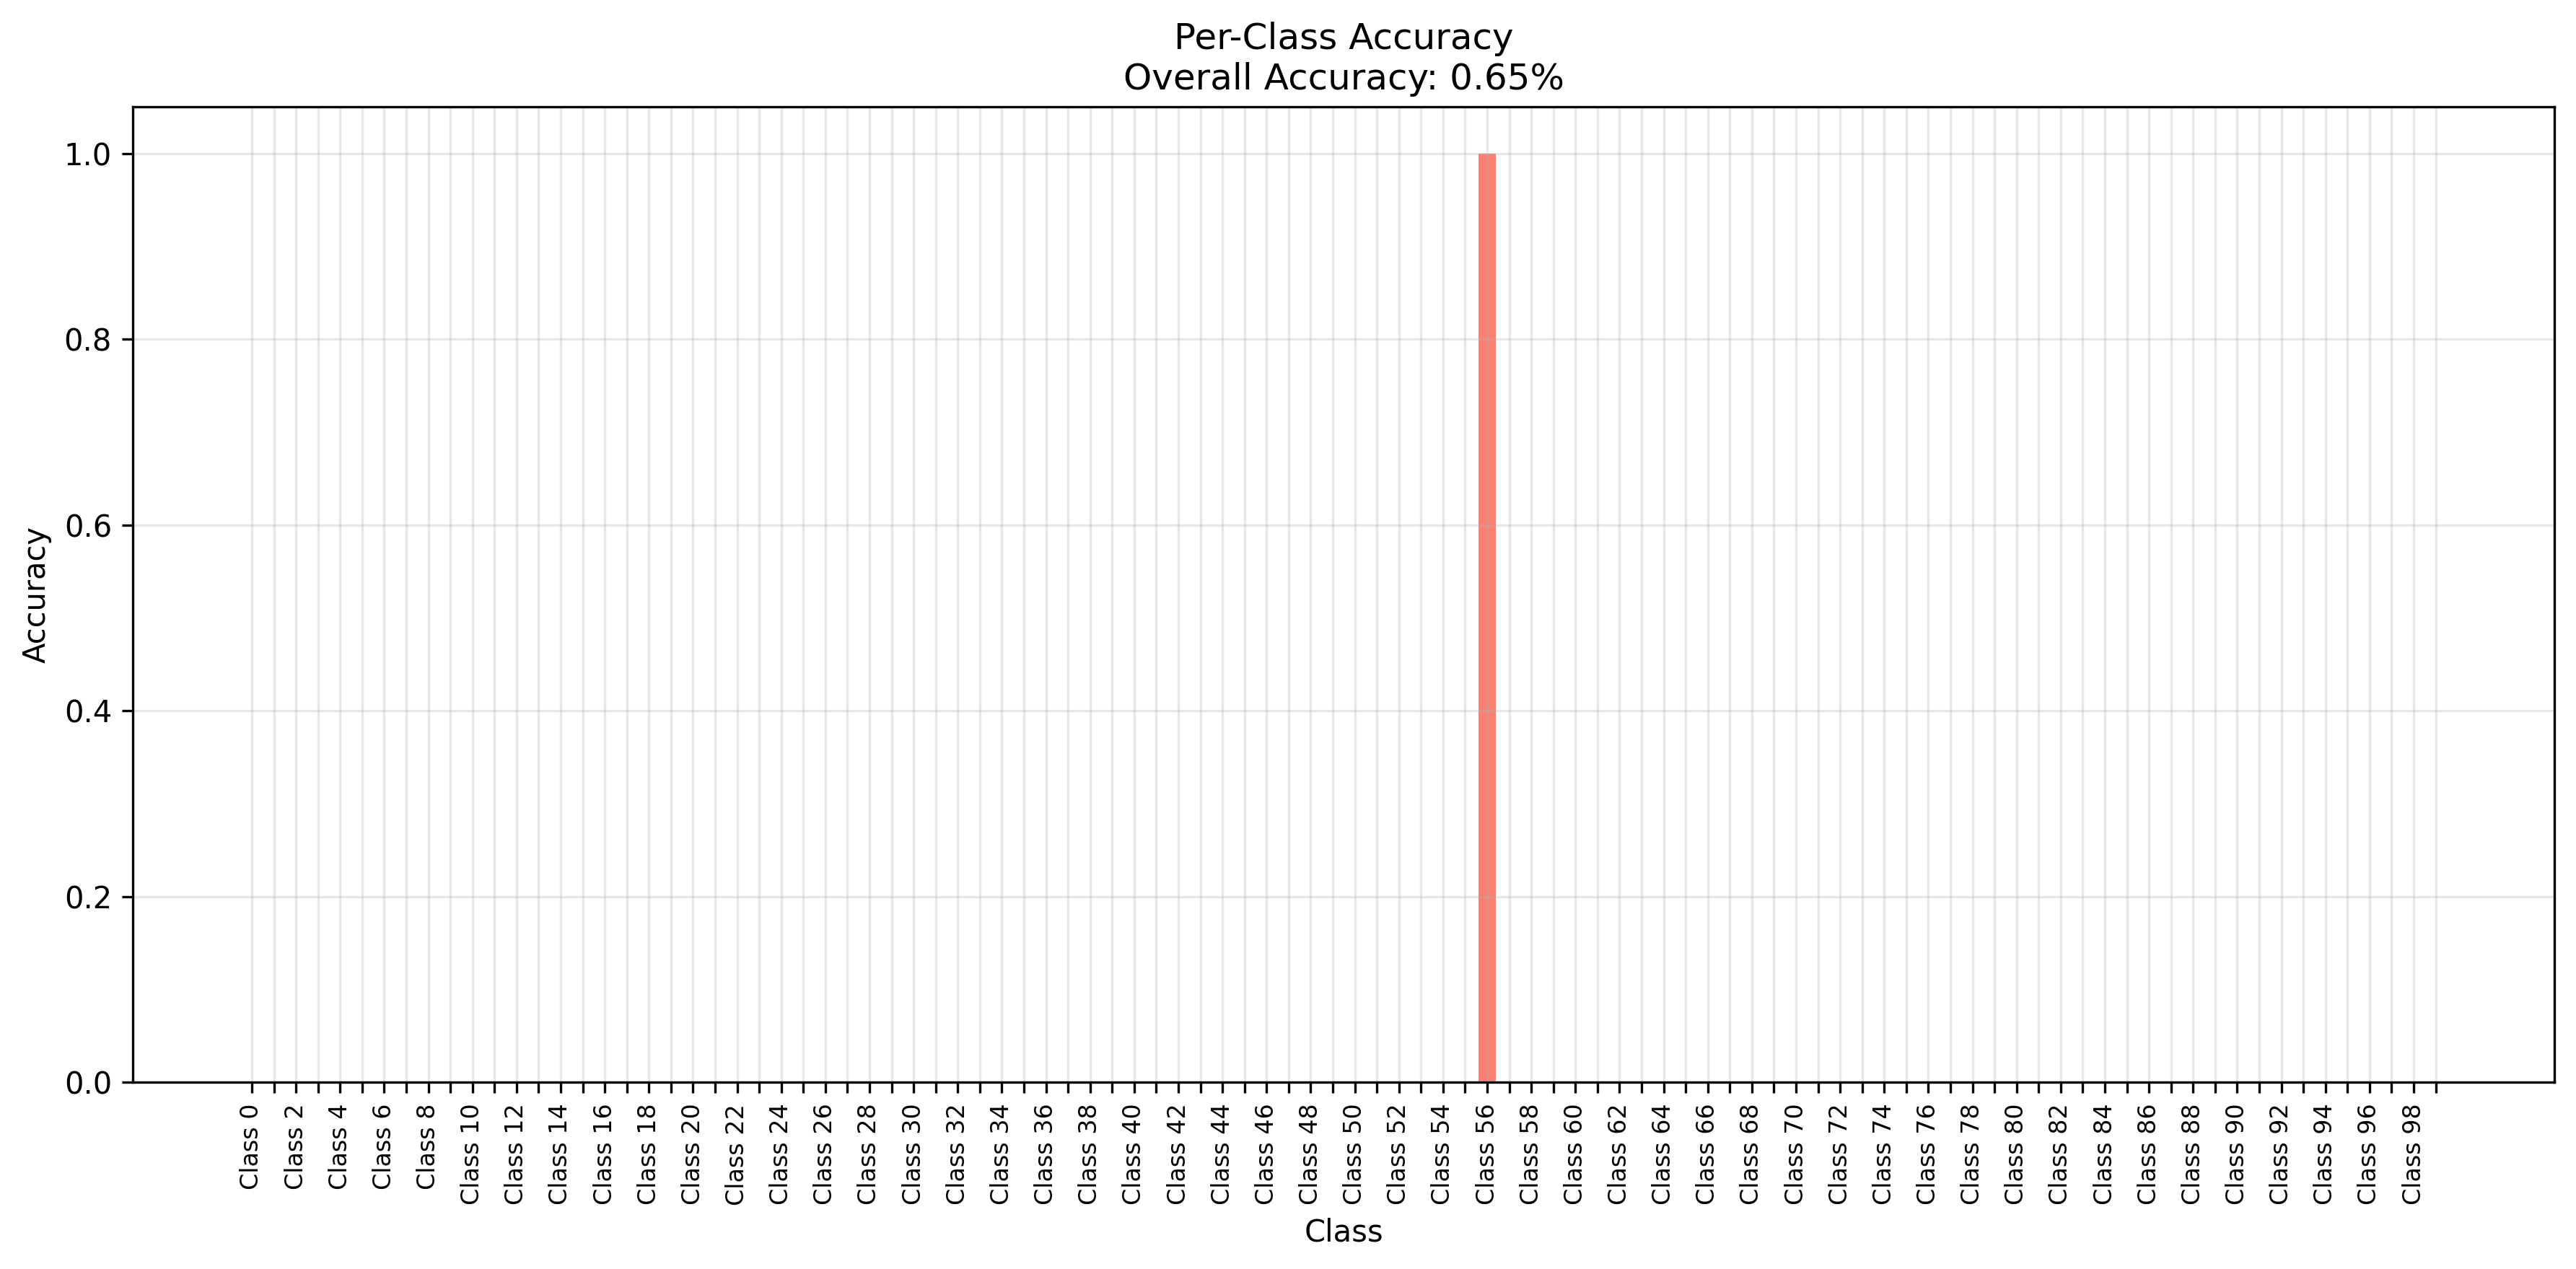 Per-Class Accuracy
Overall Accuracy: 0.65%
Accuracy
1.0
0.8
0.6
0.4
0.2
0.0
Class 0
Class 2
Class 4
Class 6
Class 8
Class 10
Class 12
Class 14
Class 16
Class 18
Class 20
Class 22
Class 24
Class 26
Class 28
Class 30
Class 32
Class 34
Class 36
Class 38
Class 40
Class 42
Class 44
Class 46
Class 48
Class 50
Class 52
Class 54
Class 56
Class 58
Class 60
Class 62
Class 64
Class 66
Class 68
Class 70
Class 72
Class 74
Class 76
Class 78
Class 80
Class 82
Class 84
Class 86
Class 88
Class 90
Class 92
Class 94
Class 96
Class 98
Class